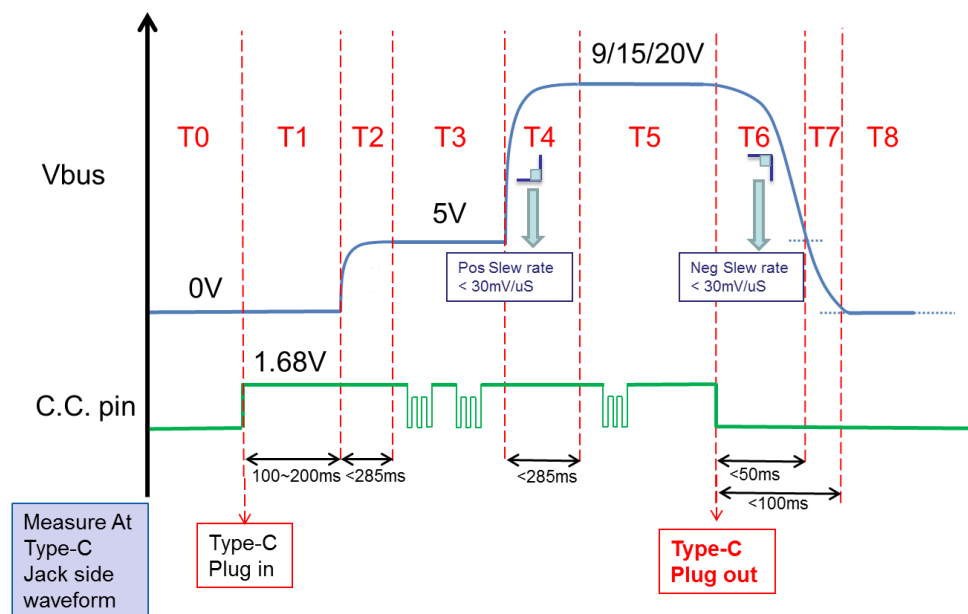 9/15/20V
T0
T1
T2
T3
T4
T5
T6
T7
T8
Vbus
5V
Pos Slew rate
< 30mV/uS
Neg Slew rate
< 30mV/uS
0V
1.68V
C.C. pin
100~200ms
<285ms
<285ms
<50ms
<100ms
Measure At
Type-C
Jack side
waveform
Type-C
Plug in
Type-C
Plug out